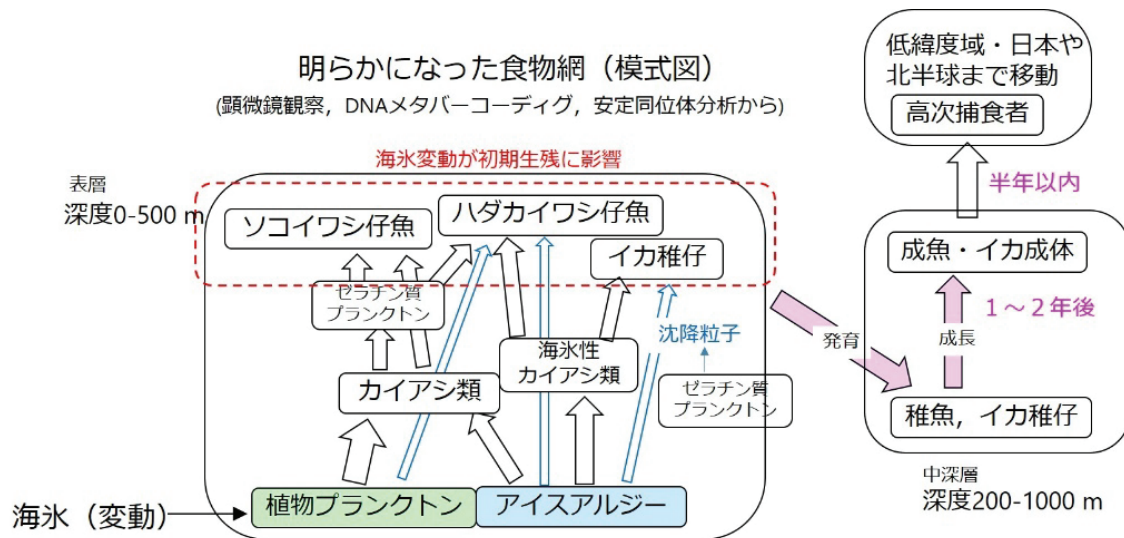 明らかになった食物網（模式図）
(顕微鏡観察，DNAメタバーコーディグ，安定同位体分析から)
海氷変動が初期生残に影響
表層
深度0-500 m
ソコイワシ仔魚
ハダカイワシ仔魚
イカ稚仔
ゼラチン質
プランクトン
カイアシ類
海氷性
カイアシ類
沈降粒子
ゼラチン質
プランクトン
植物プランクトン
アイスアルジー
海氷（変動）
低緯度域・日本や
北半球まで移動
高次捕食者
半年以内
成魚・イカ成体
１～２年後
成長
発育
稚魚，イカ稚仔
中深層
深度200-1000 m